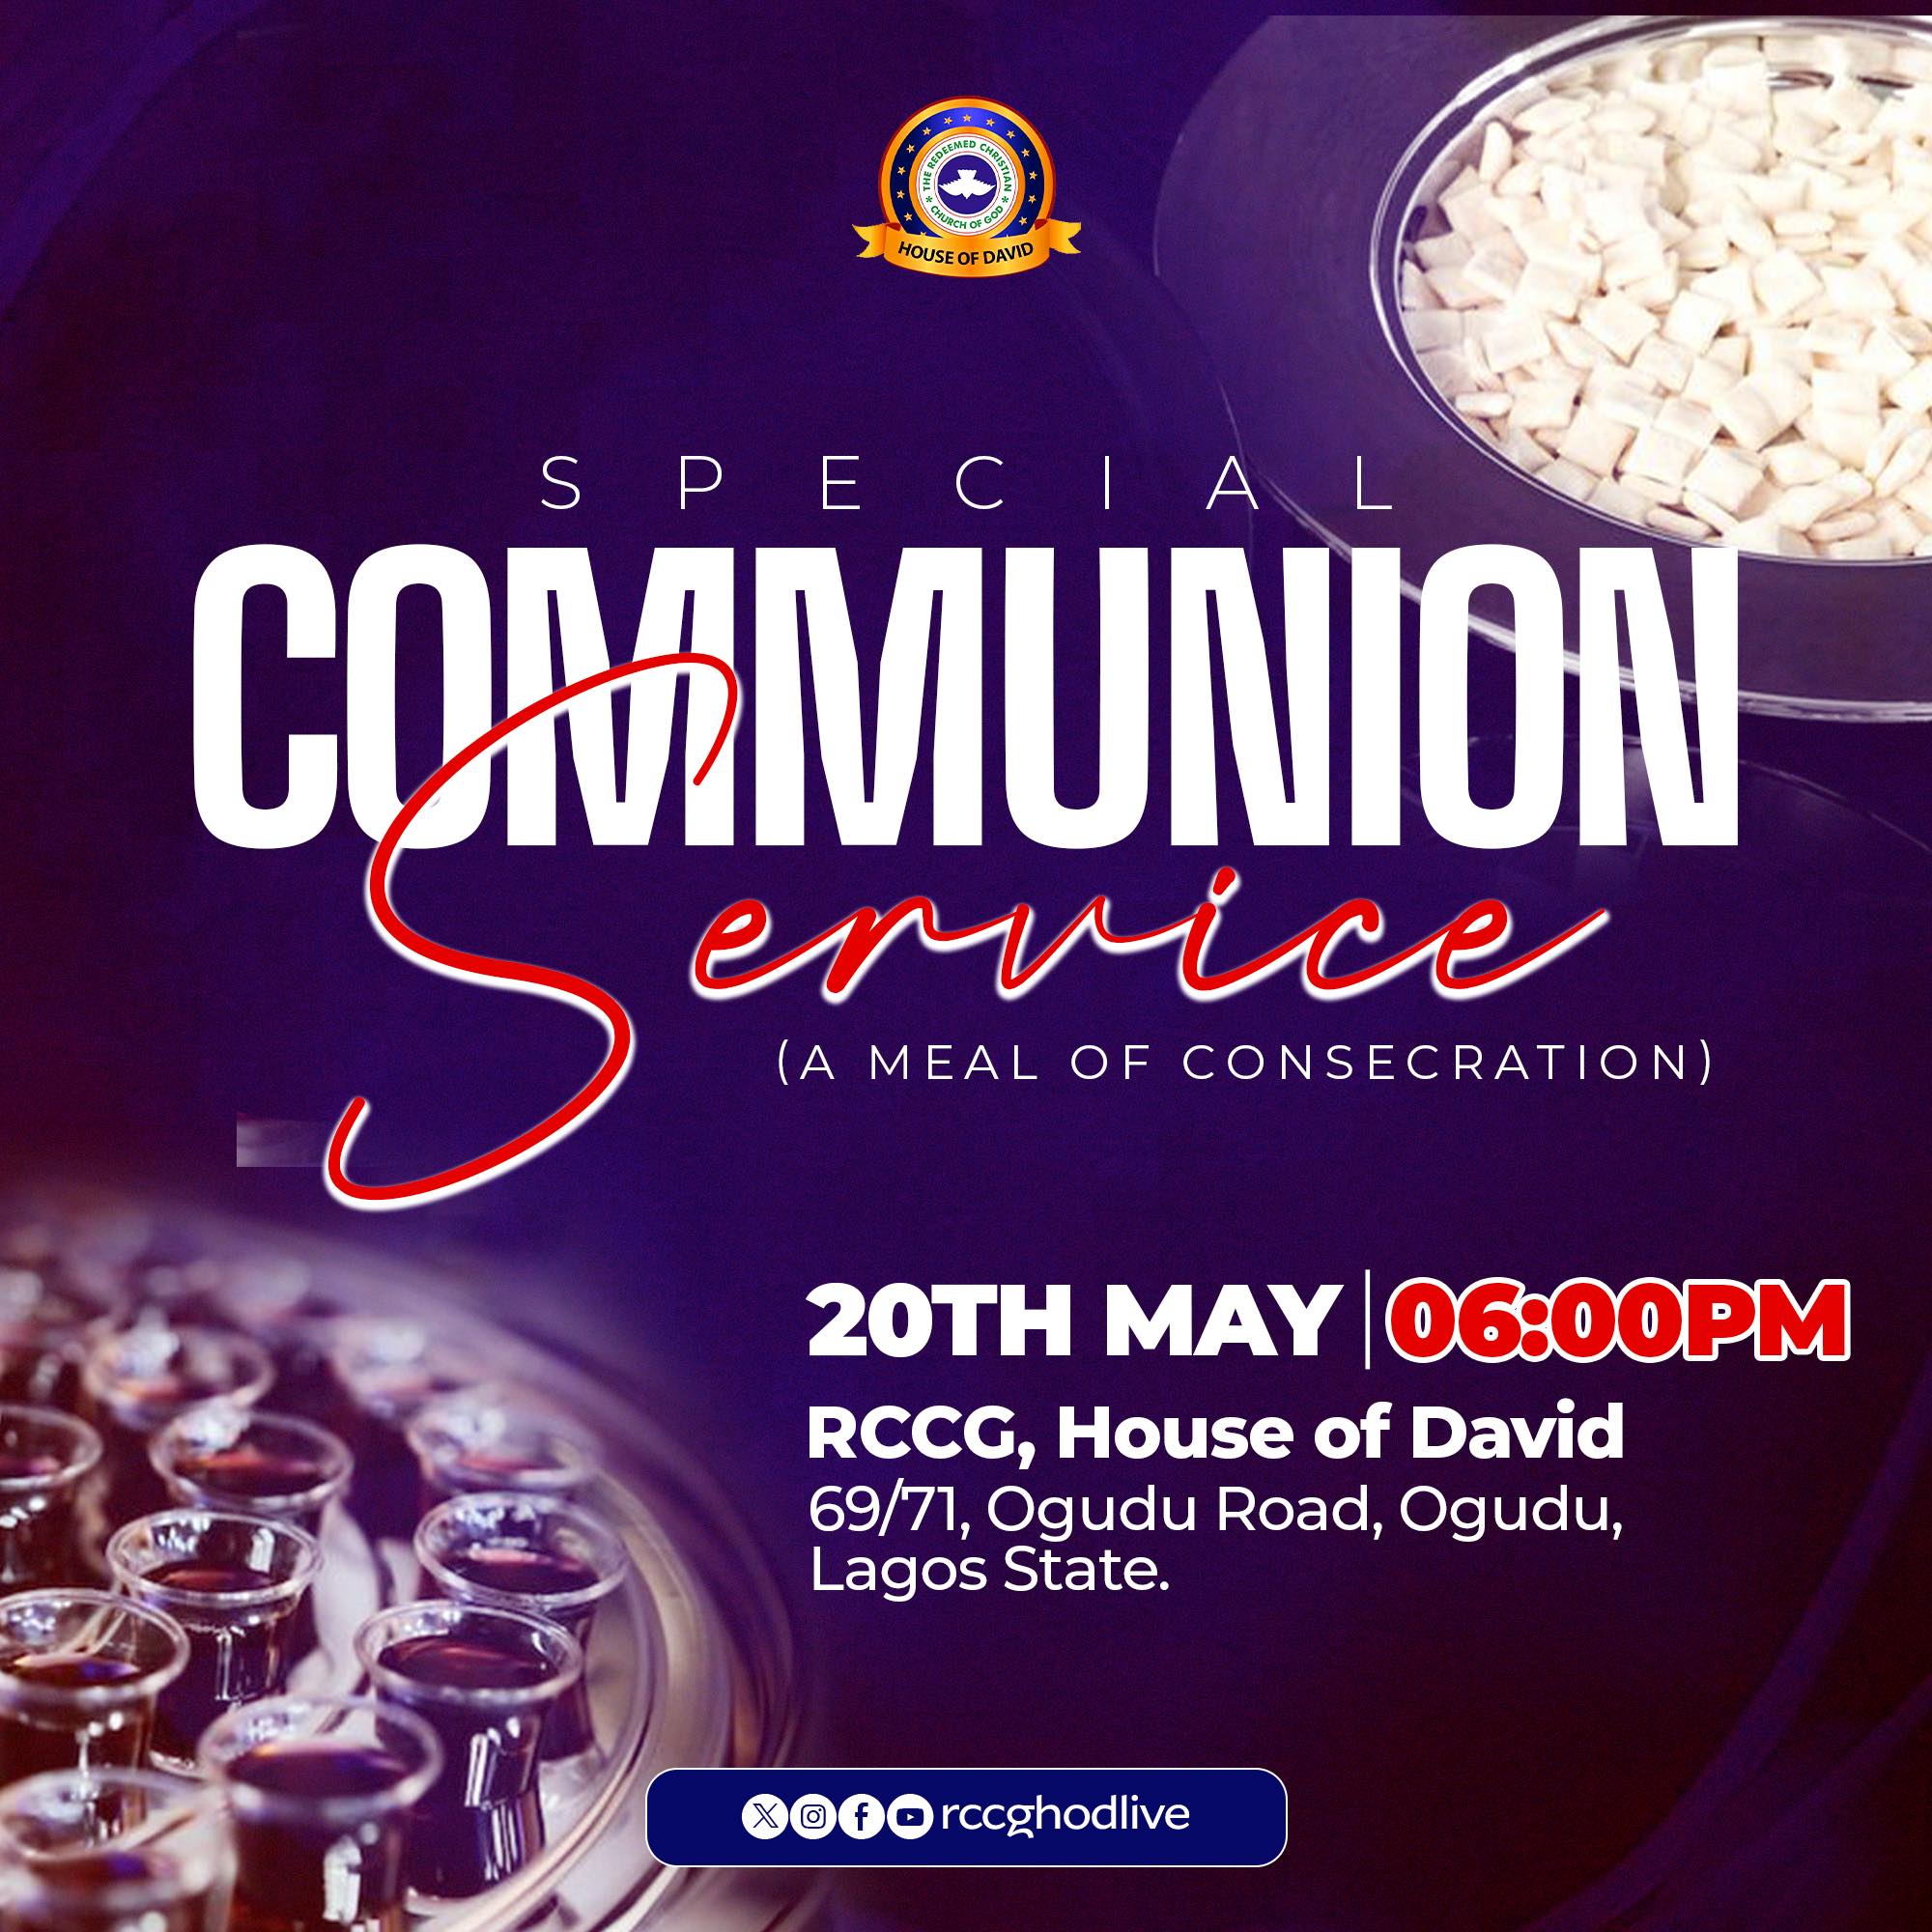 THE REDEEMED CHRISTIAN
CHURCH OF GOD
HOUSE OF DAVID
SPECIAL
COMMUNION
Service
(A MEAL OF CONSECRATION)
20TH MAY | 06:00PM
RCCG, House of David
69/71, Ogudu Road, Ogudu,
Lagos State.
rccghodlive